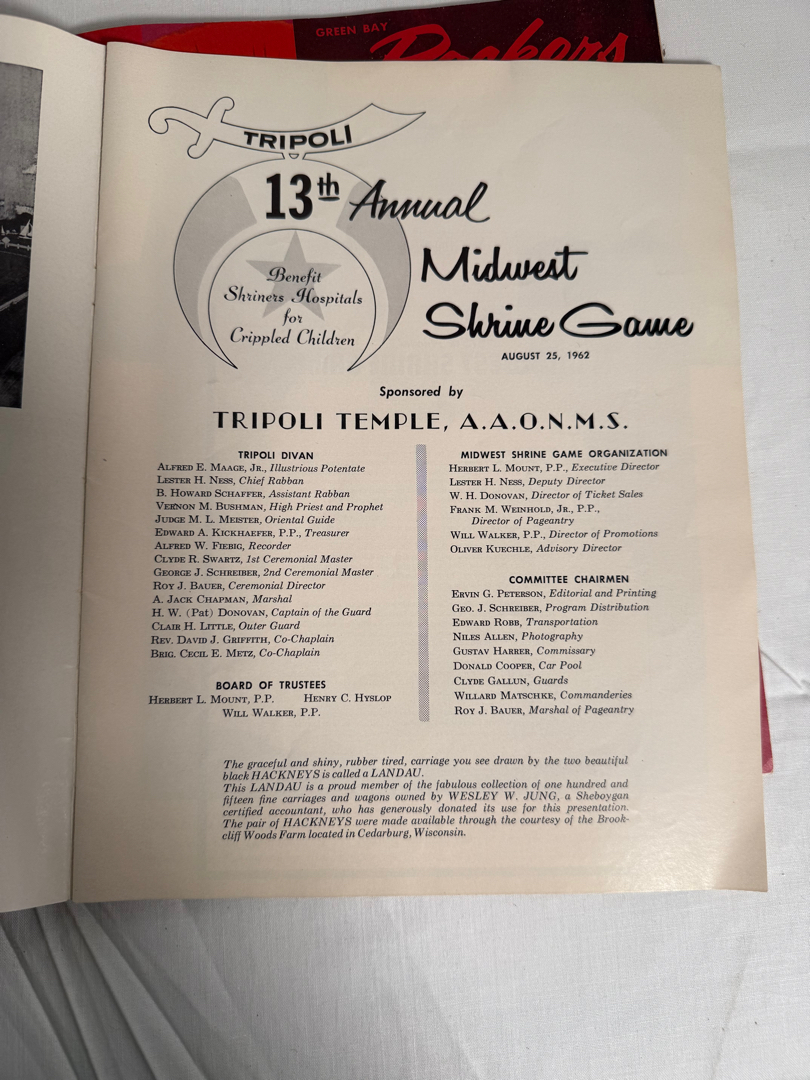 GREEN BAY
Packers
TRIPOLI
13th Annual
Midwest
Shrine Game
Benefit
Shriners Hospitals
for
Crippled Children
AUGUST 25, 1962
Sponsored by
TRIPOLI TEMPLE, A.A.O.N.M.S.
TRIPOLI DIVAN
ALFRED E. MAAGE, JR., Illustrious Potentate
LESTER H. NESS, Chief Rabban
B. HOWARD SCHAFFER, Assistant Rabban
VERNON M. BUSHMAN, High Priest and Prophet
JUDGE M. L. MEISTER, Oriental Guide
EDWARD A. KICKHAEFER, P.P., Treasurer
ALFRED W. FIEBIG, Recorder
CLYDE R. SWARTZ, 1st Ceremonial Master
GEORGE J. SCHREIBER, 2nd Ceremonial Master
ROY J. BAUER, Ceremonial Director
A. JACK CHAPMAN, Marshal
H. W. (Pat) DONOVAN, Captain of the Guard
CLAIR H. LITTLE, Outer Guard
REV. DAVID J. GRIFFITH, Co-Chaplain
BRIG. CECIL E. METZ, Co-Chaplain
BOARD OF TRUSTEES
HERBERT L. MOUNT, P.P. HENRY C. HYSLOP
WILL WALKER, P.P.
MIDWEST SHRINE GAME ORGANIZATION
HERBERT L. MOUNT, P.P., Executive Director
LESTER H. NESS, Deputy Director
W. H. DONOVAN, Director of Ticket Sales
FRANK M. WEINHOLD, JR., P.P.,
Director of Pageantry
WILL WALKER, P.P., Director of Promotions
OLIVER KUECHLE, Advisory Director
COMMITTEE CHAIRMEN
ERVIN G. PETERSON, Editorial and Printing
GEO. J. SCHREIBER, Program Distribution
EDWARD ROBB, Transportation
NILES ALLEN, Photography
GUSTAV HARRER, Commissary
DONALD COOPER, Car Pool
CLYDE GALLUN, Guards
WILLARD MATSCHKE, Commanderies
ROY J. BAUER, Marshal of Pageantry
The graceful and shiny, rubber tired, carriage you see drawn by the two beautiful
black HACKNEYS is called a LANDAU.
This LANDAU is a proud member of the fabulous collection of one hundred and
fifteen fine carriages and wagons owned by WESLEY W. JUNG, a Sheboygan
certified accountant, who has generously donated its use for this presentation.
The pair of HACKNEYS were made available through the courtesy of the Brook-
cliff Woods Farm located in Cedarburg, Wisconsin.